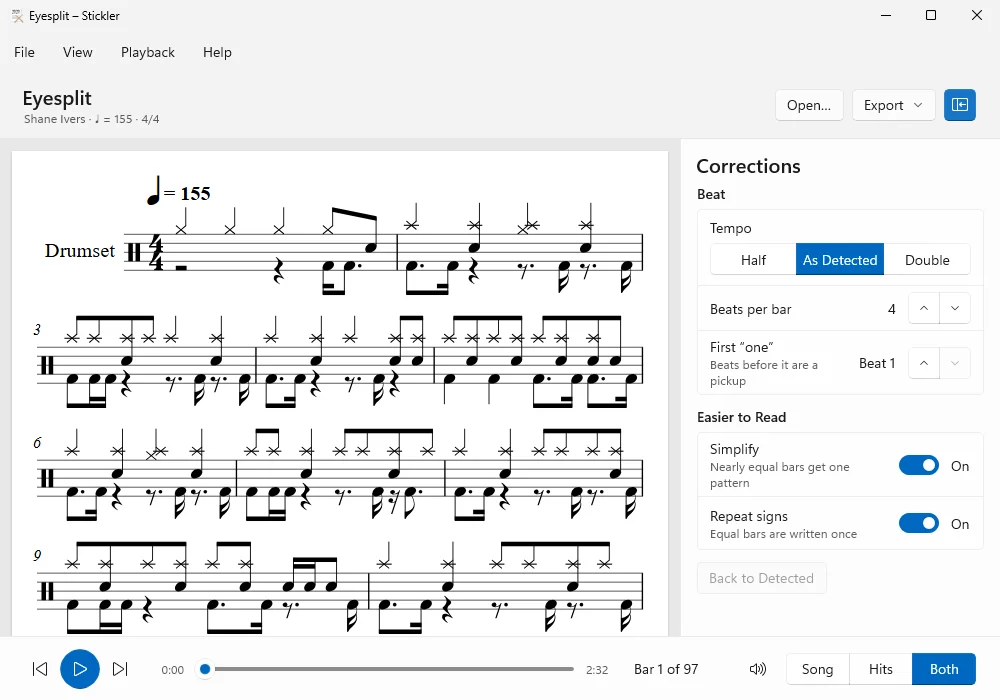 Eyesplit – Stickler
File View Playback Help
Eyesplit
Shane Ivers · ♩ = 155 · 4/4
Open...
Export
♩ = 155
Drumset
4
4
3
6
9
Corrections
Beat
Tempo
Half
As Detected
Double
Beats per bar
4
First “one”
Beats before it are a
pickup
Beat 1
Easier to Read
Simplify
Nearly equal bars get one
pattern
On
Repeat signs
Equal bars are written once
On
Back to Detected
0:00
2:32
Bar 1 of 97
Song
Hits
Both